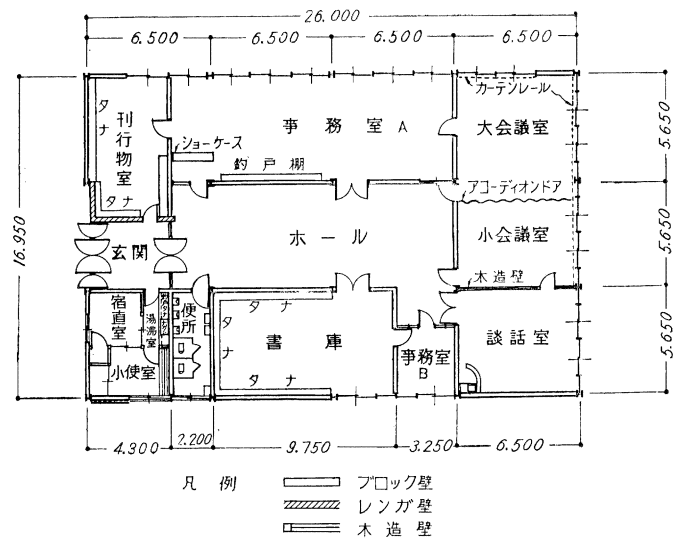 26.000
6.500
6.500
6.500
6.500
カーテンレール
タナ
刊行物室
ショーケース
事務室A
大会議室
釣戸棚
タナ
アコーディオンドア
玄関
ホール
小会議室
木造壁
宿直室
湯沸室
便所
タナ
タナ
書庫
タナ
事務室B
談話室
小使室
16.950
5.650
5.650
5.650
4.300
2.200
9.750
3.250
6.500
凡例
ブロック壁
レンガ壁
木造壁